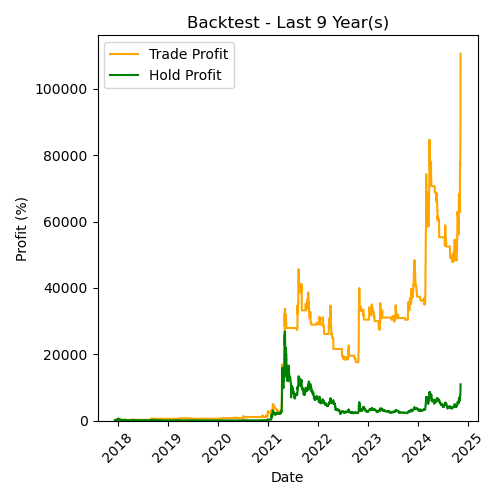 Backtest - Last 9 Year(s)
Trade Profit
Hold Profit
100000
80000
60000
40000
20000
0
Profit (%)
2018
2019
2020
2021
2022
2023
2024
2025
Date